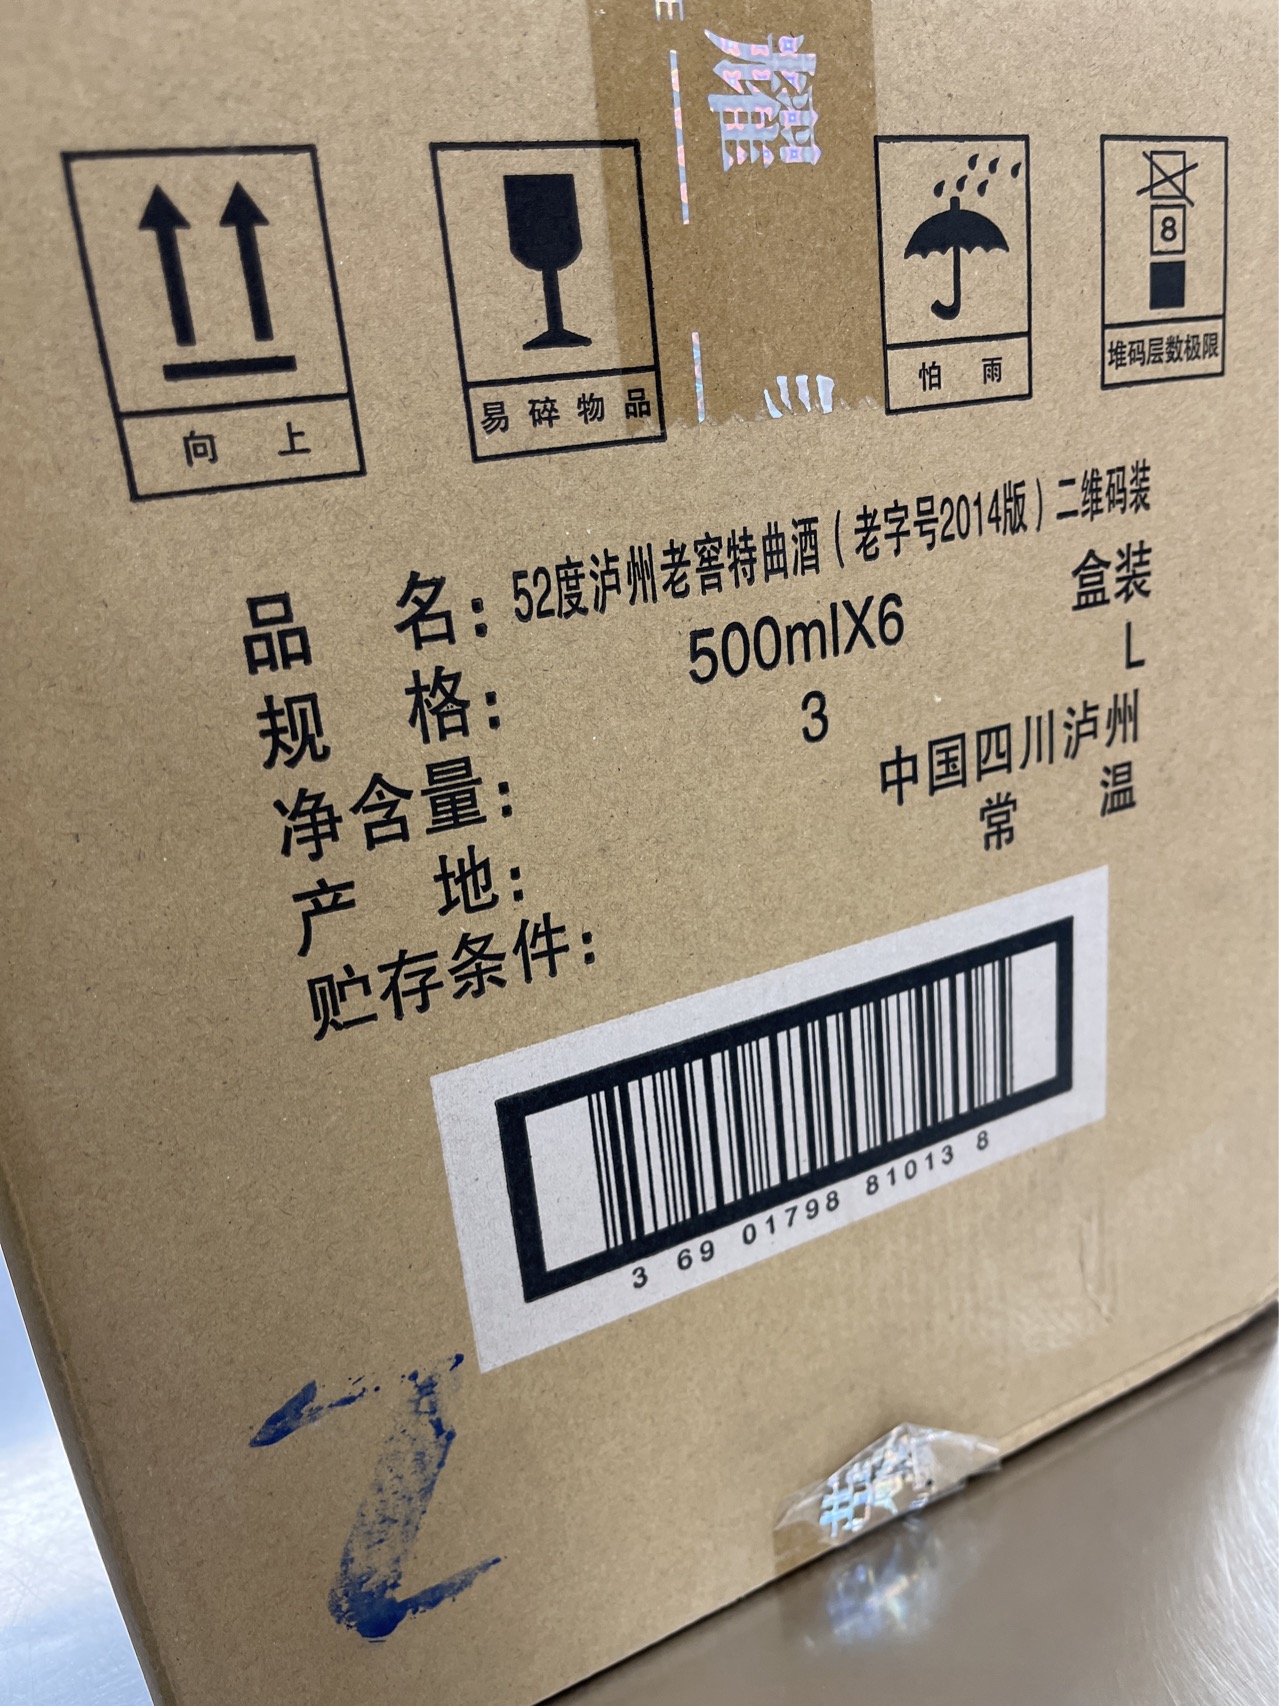 耀
向 上
易碎物品
怕 雨
8
堆码层数极限
品 名: 52度泸州老窖特曲酒(老字号2014版)二维码装
规 格: 500mlX6 盒装
净含量: 3 L
产 地: 中国四川泸州
贮存条件: 常 温
3 69 01798 81013 8